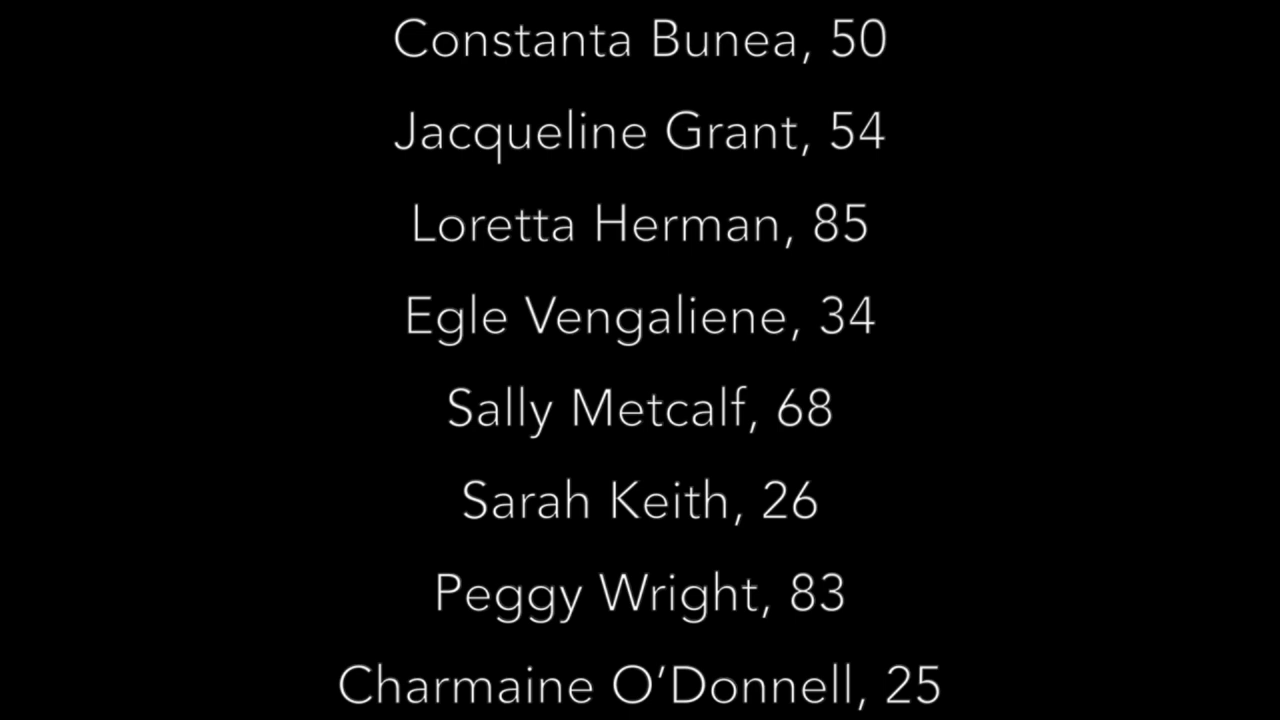 Constanta Bunea, 50
Jacqueline Grant, 54
Loretta Herman, 85
Egle Vengaliene, 34
Sally Metcalf, 68
Sarah Keith, 26
Peggy Wright, 83
Charmaine O’Donnell, 25